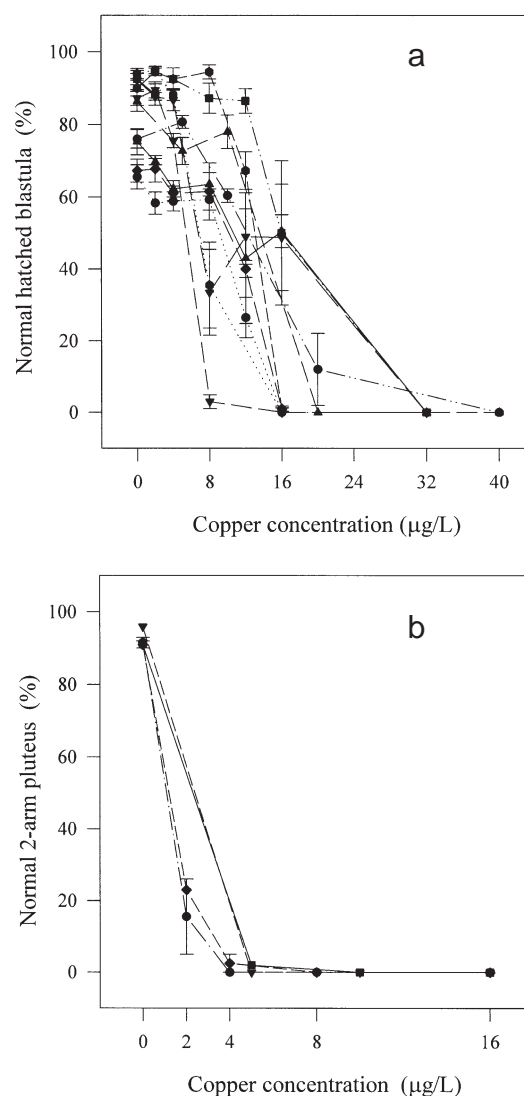 a
100
80
60
40
20
0
Normal hatched blastula (%)
0 8 16 24 32 40
Copper concentration (µg/L)
b
100
80
60
40
20
0
Normal 2-arm pluteus (%)
0 2 4 8 16
Copper concentration (µg/L)